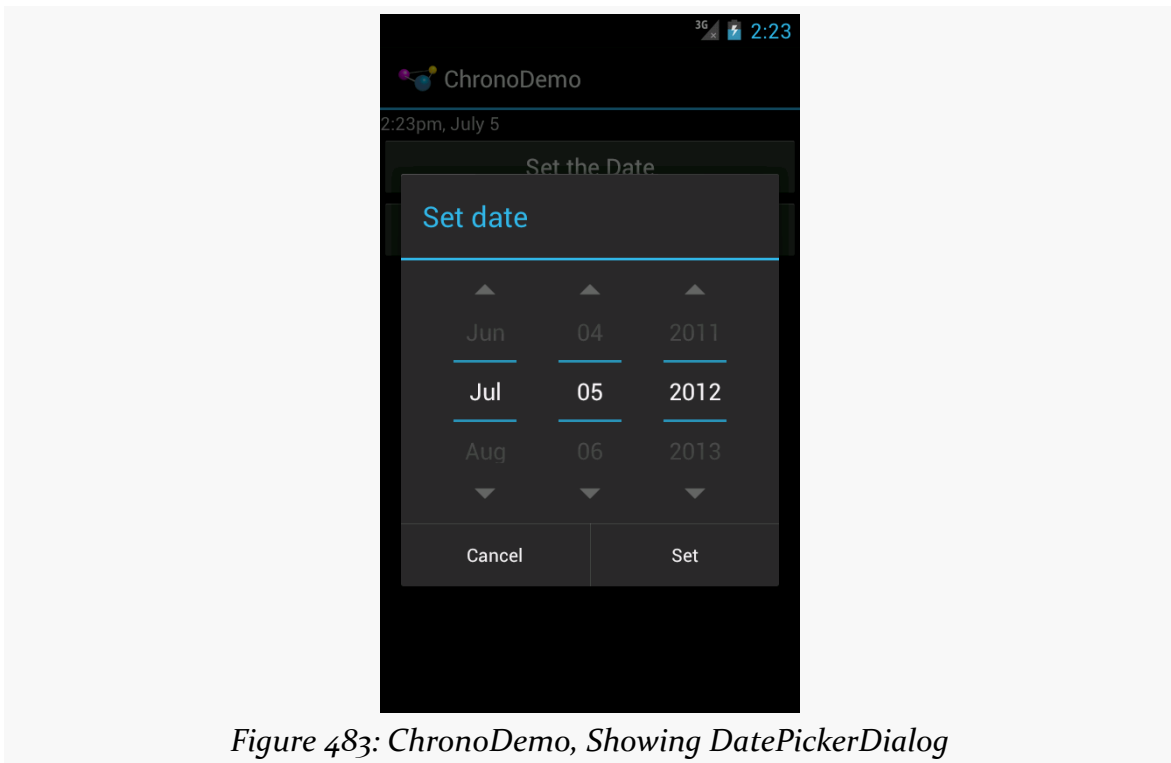 3G 2:23
ChronoDemo
2:23pm, July 5
Set the Date
Set date
Jun 04 2011
Jul 05 2012
Aug 06 2013
Cancel Set
Figure 483: ChronoDemo, Showing DatePickerDialog